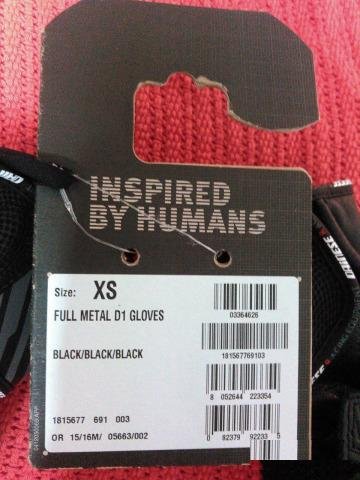 INSPIRED
BY HUMANS
Size: XS
FULL METAL D1 GLOVES
03364626
BLACK/BLACK/BLACK
181567769103
8 052644 223354
1815677 691 003
OR 15/16M/ 05663/002
0 82379 92233 5
DAINESE